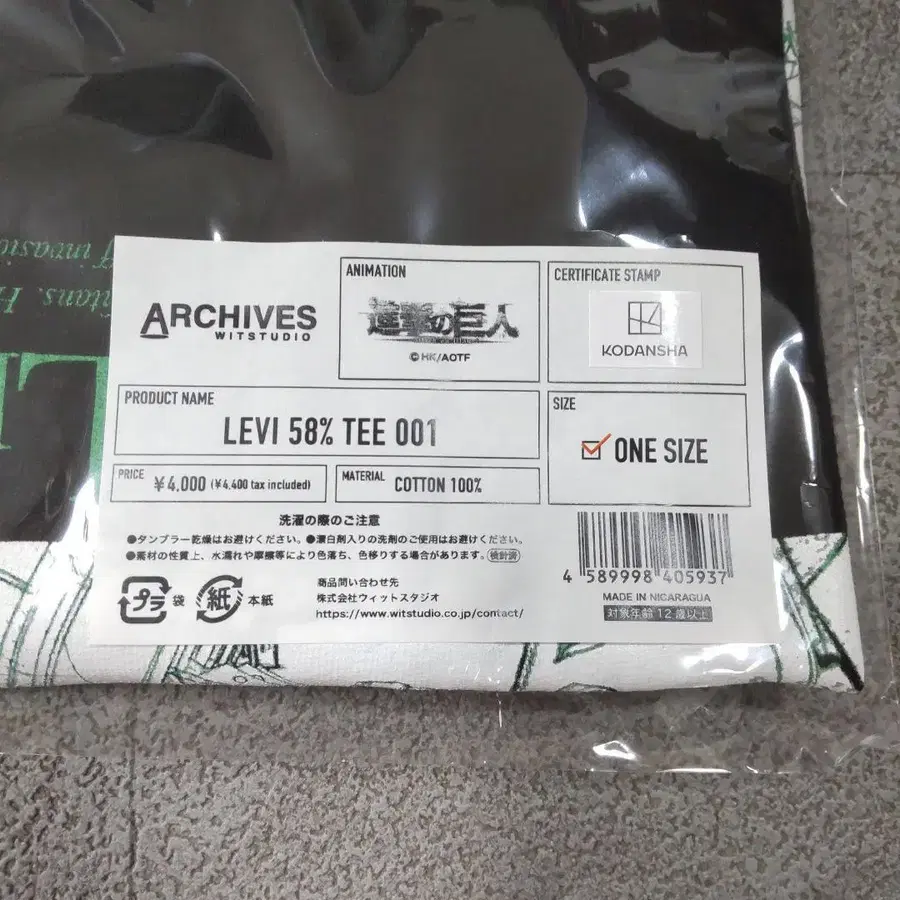 ff invasio
itans. H
L
ARCHIVES
WITSTUDIO
ANIMATION
進撃の巨人
©HK/AOTF
CERTIFICATE STAMP
KODANSHA
PRODUCT NAME
LEVI 58% TEE 001
SIZE
ONE SIZE
PRICE
¥4,000 (¥4,400 tax included)
MATERIAL
COTTON 100%
洗濯の際のご注意
●タンブラー乾燥はお避けください。●漂白剤入りの洗剤のご使用はお避けください。
●素材の性質上、水濡れや摩擦等により色落ち、色移りする場合があります。検針済
プラ 袋 紙 本紙
商品問い合わせ先
株式会社ウィットスタジオ
https://www.witstudio.co.jp/contact/
4 589998 405937
MADE IN NICARAGUA
対象年齢12歳以上